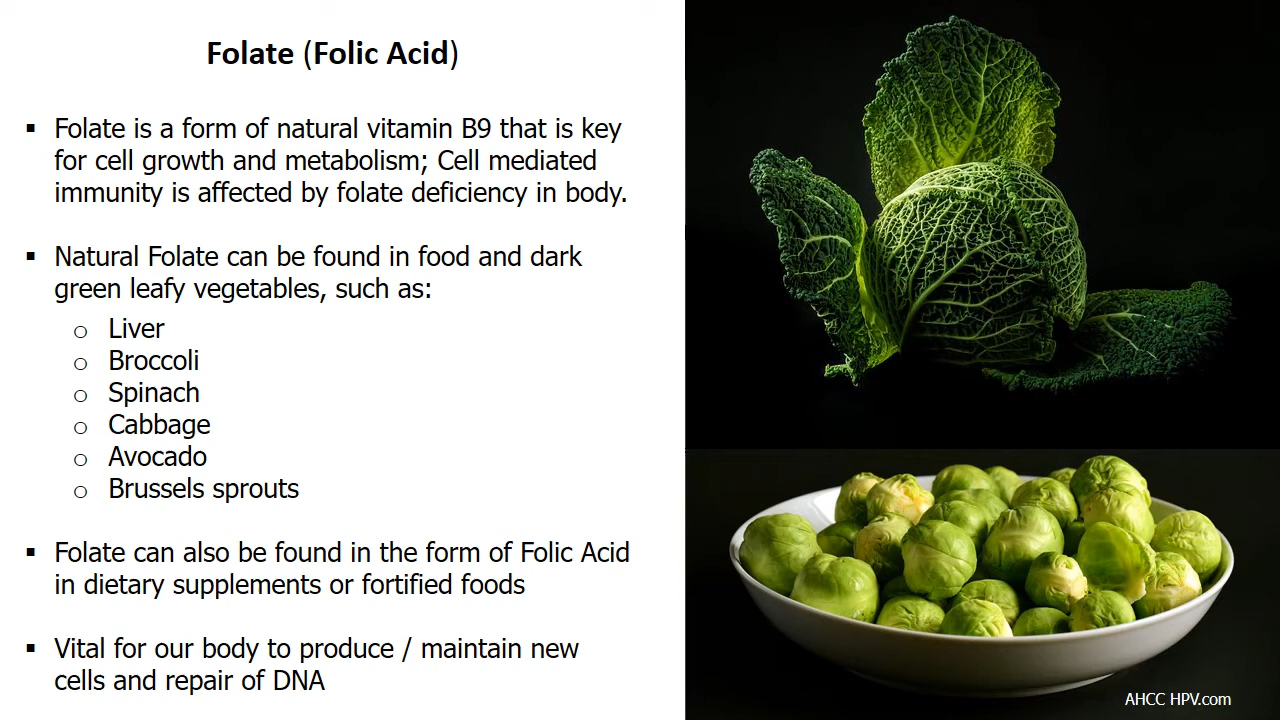 Folate (Folic Acid)
▪ Folate is a form of natural vitamin B9 that is key
for cell growth and metabolism; Cell mediated
immunity is affected by folate deficiency in body.
▪ Natural Folate can be found in food and dark
green leafy vegetables, such as:
o Liver
o Broccoli
o Spinach
o Cabbage
o Avocado
o Brussels sprouts
▪ Folate can also be found in the form of Folic Acid
in dietary supplements or fortified foods
▪ Vital for our body to produce / maintain new
cells and repair of DNA
AHCC HPV.com